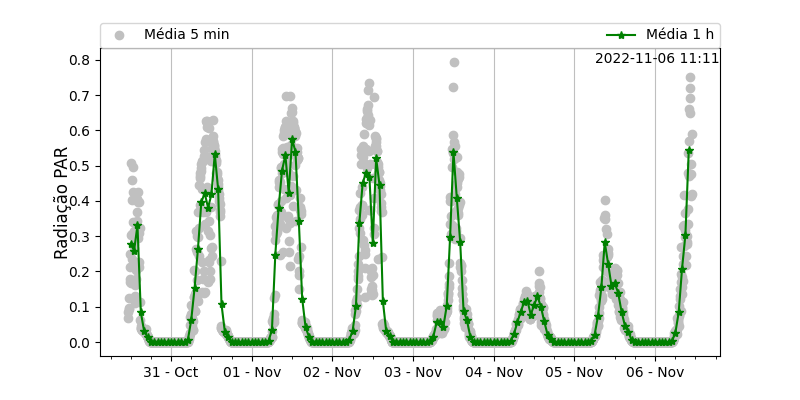 Média 5 min
Média 1 h
2022-11-06 11:11
Radiação PAR
0.8
0.7
0.6
0.5
0.4
0.3
0.2
0.1
0.0
31 - Oct
01 - Nov
02 - Nov
03 - Nov
04 - Nov
05 - Nov
06 - Nov